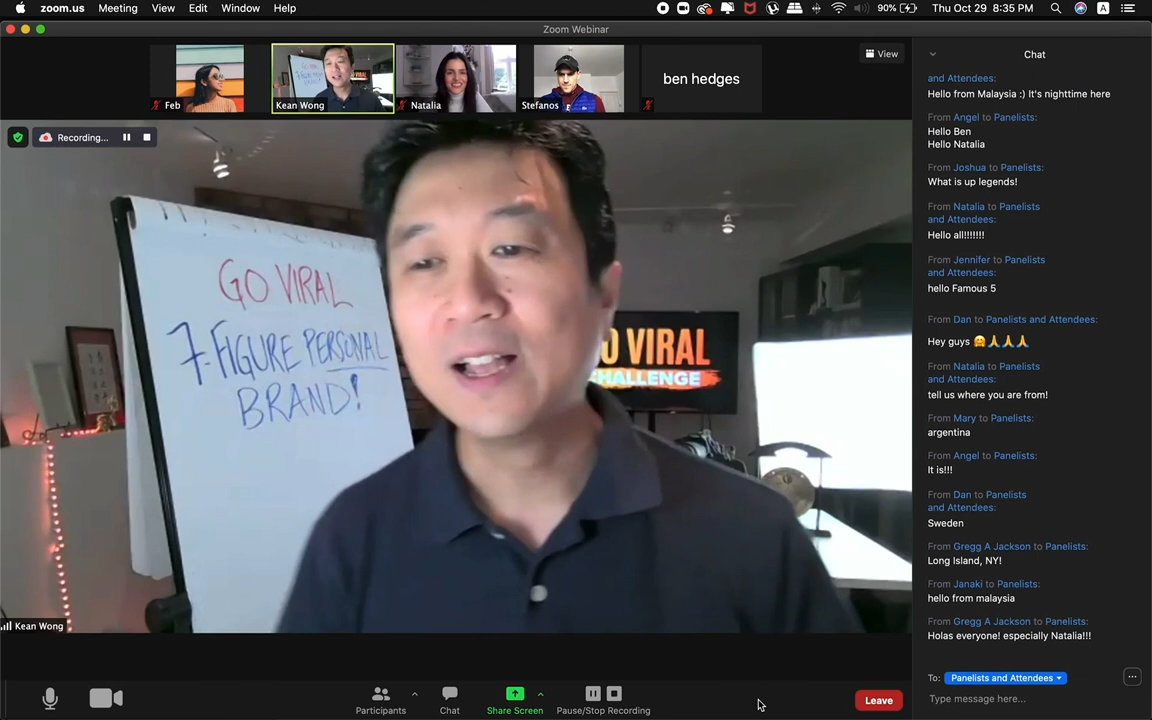 zoom.us Meeting View Edit Window Help
90% Thu Oct 29 8:35 PM A
Zoom Webinar
Feb
Kean Wong
Natalia
Stefanos
ben hedges
View
Recording...
GO VIRAL
7-FIGURE PERSONAL
BRAND!
O VIRAL
CHALLENGE
Kean Wong
Chat
and Attendees:
Hello from Malaysia :) It's nighttime here
From Angel to Panelists:
Hello Ben
Hello Natalia
From Joshua to Panelists:
What is up legends!
From Natalia to Panelists
and Attendees:
Hello all!!!!!!!
From Jennifer to Panelists
and Attendees:
hello Famous 5
From Dan to Panelists and Attendees:
Hey guys 🤗🙏🙏🙏
From Natalia to Panelists
and Attendees:
tell us where you are from!
From Mary to Panelists:
argentina
From Angel to Panelists:
It is!!!
From Dan to Panelists
and Attendees:
Sweden
From Gregg A Jackson to Panelists:
Long Island, NY!
From Janaki to Panelists:
hello from malaysia
From Gregg A Jackson to Panelists:
Holas everyone! especially Natalia!!!
To: Panelists and Attendees
Type message here...
Participants
Chat
Share Screen
Pause/Stop Recording
Leave